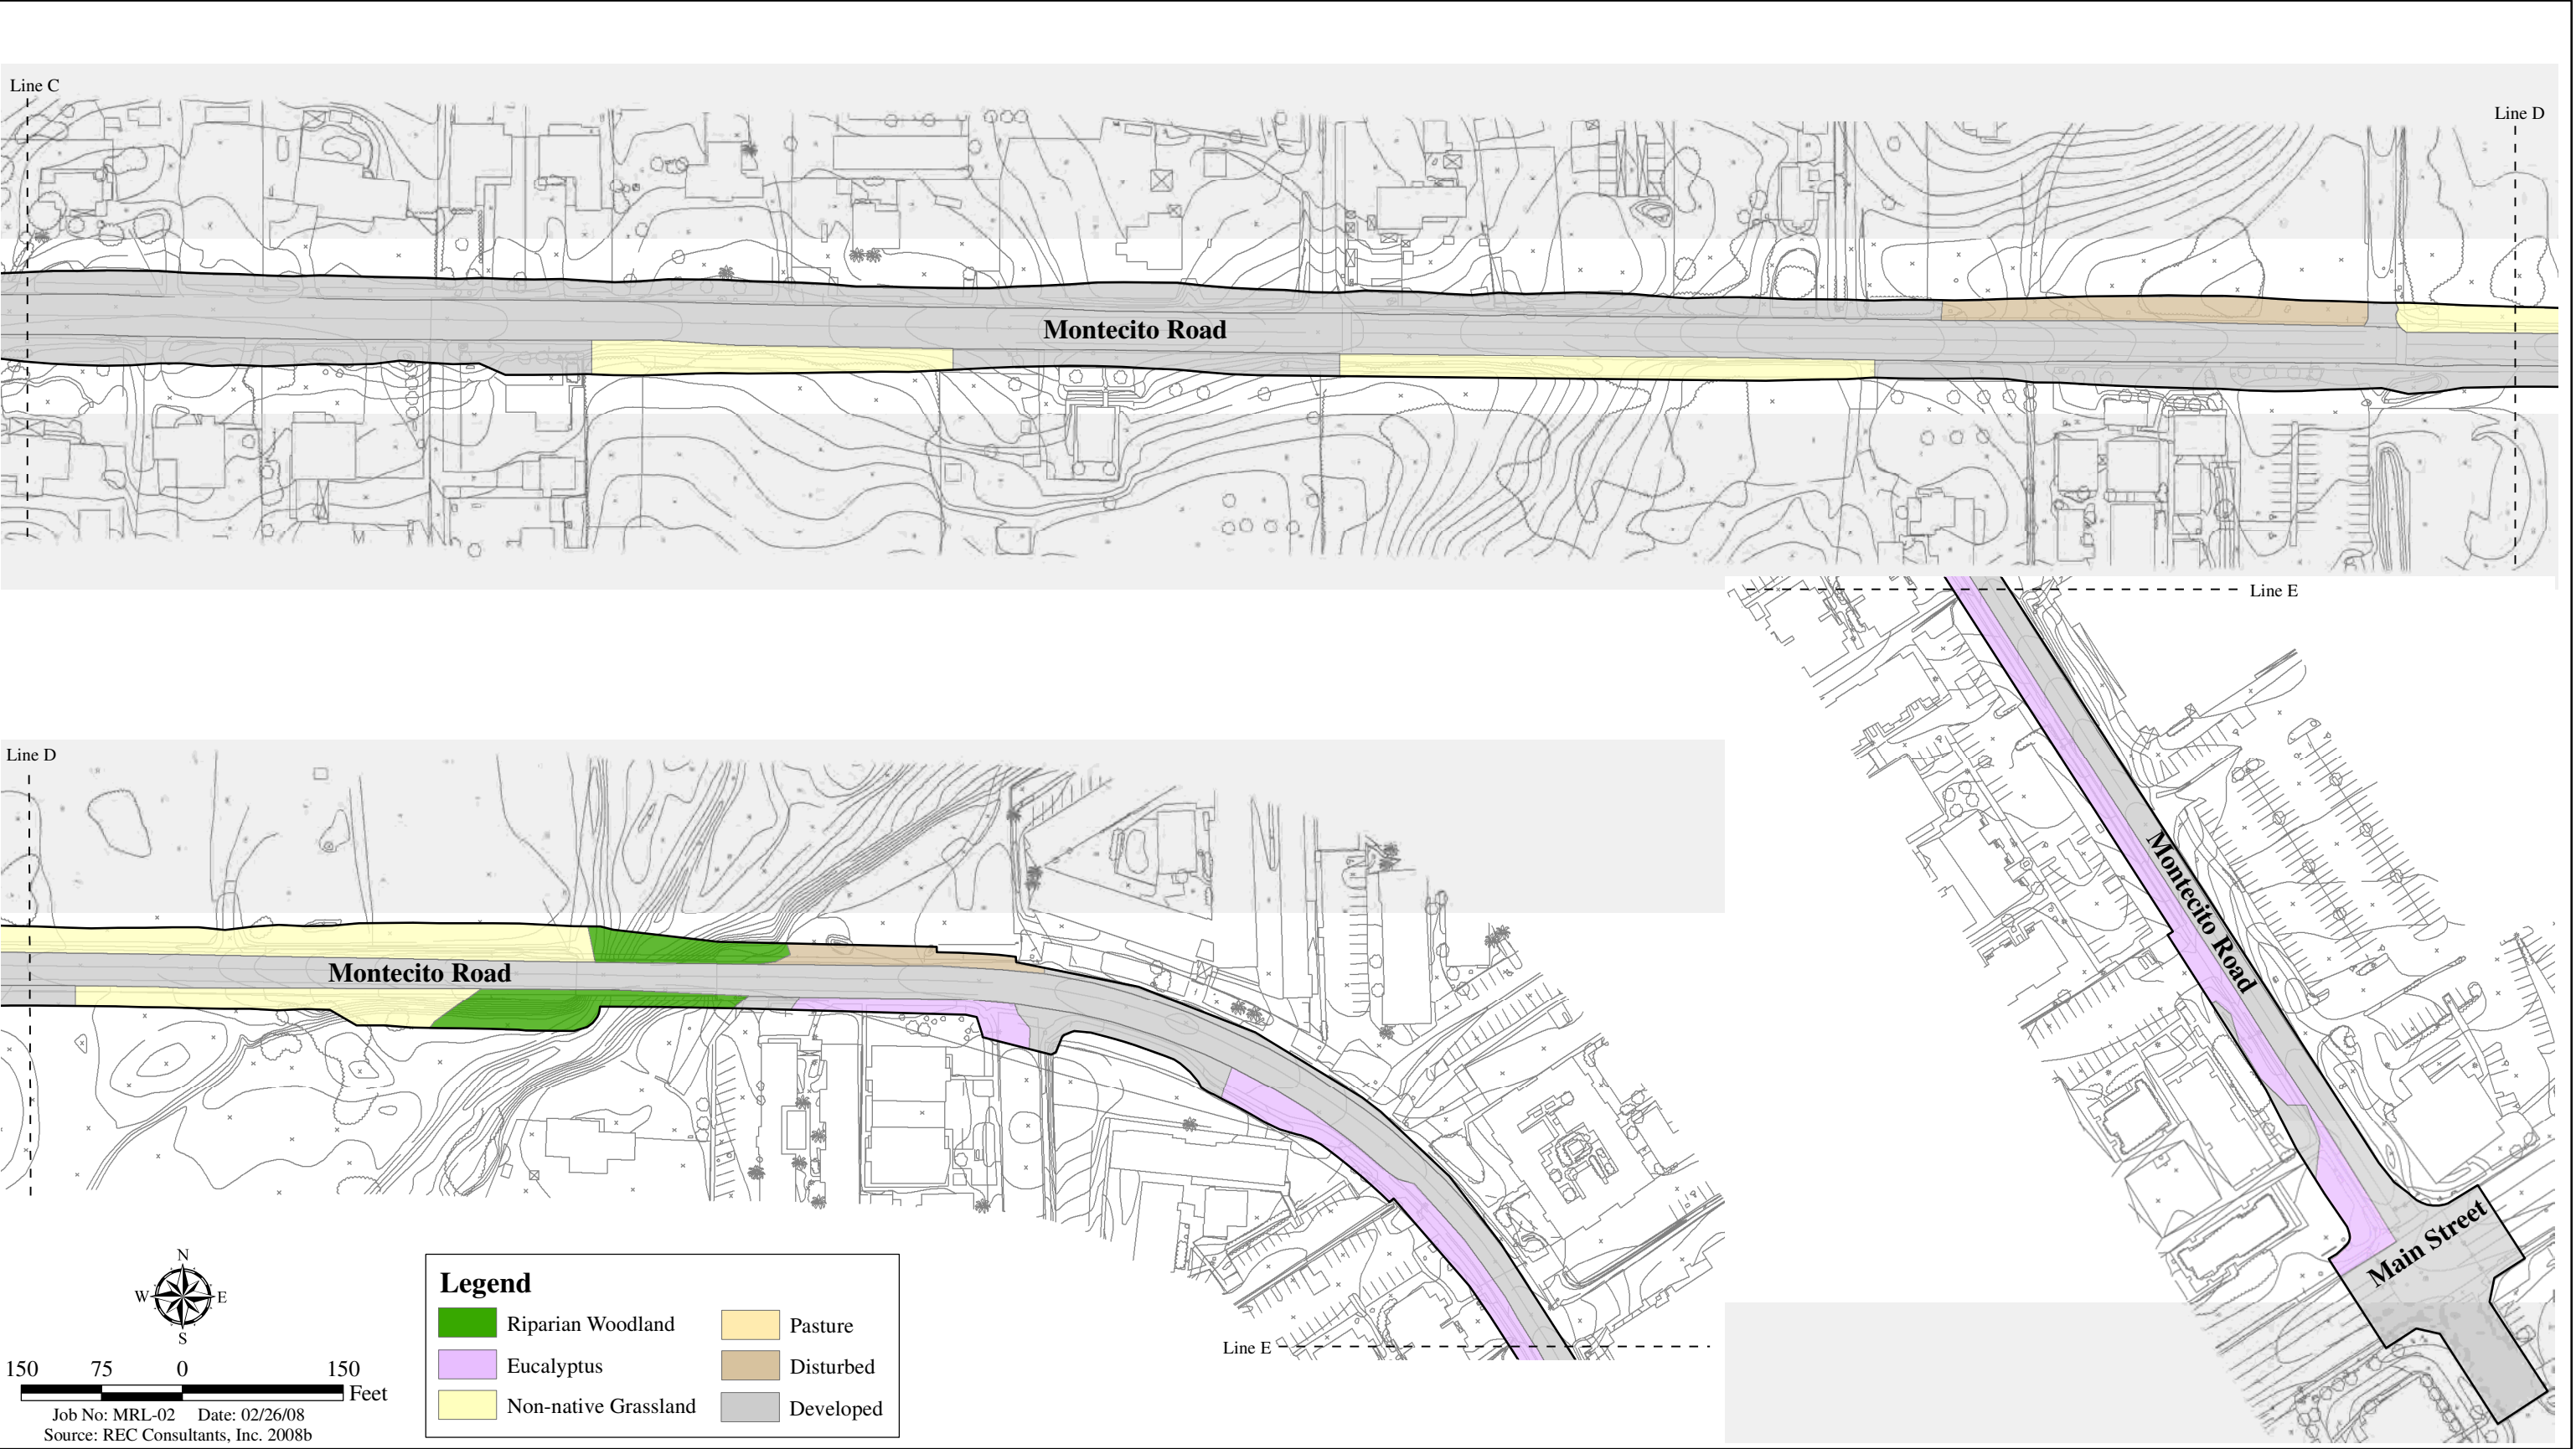 Line C
Line D
Montecito Road
Line E
Line D
Montecito Road
Montecito Road
Main Street
Line E
N
W E
S
150 75 0 150
Feet
Job No: MRL-02 Date: 02/26/08
Source: REC Consultants, Inc. 2008b
Legend
Riparian Woodland
Eucalyptus
Non-native Grassland
Pasture
Disturbed
Developed